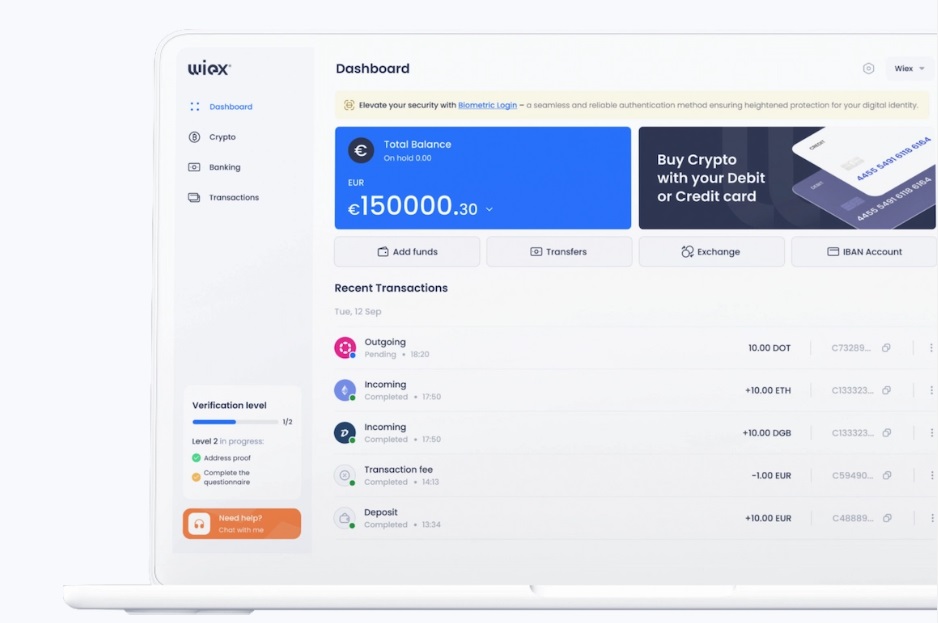 wiex
Dashboard
Wiex
Dashboard
Elevate your security with Biometric Login – a seamless and reliable authentication method ensuring heightened protection for your digital identity.
Crypto
Banking
Transactions
Total Balance
On hold 0.00
EUR
€150000.30
Buy Crypto
with your Debit
or Credit card
CREDIT
4455 5491 6118 6164
DEBIT
4455 5491 6118 6164
Add funds
Transfers
Exchange
IBAN Account
Recent Transactions
Tue, 12 Sep
Outgoing
Pending • 18:20
10.00 DOT
C73289...
Incoming
Completed • 17:50
+10.00 ETH
C133323...
Incoming
Completed • 17:50
+10.00 DGB
C133323...
Transaction fee
Completed • 14:13
-1.00 EUR
C59490...
Deposit
Completed • 13:34
+10.00 EUR
C48889...
Verification level
1/2
Level 2 in progress:
Address proof
Complete the
questionnaire
Need help?
Chat with me